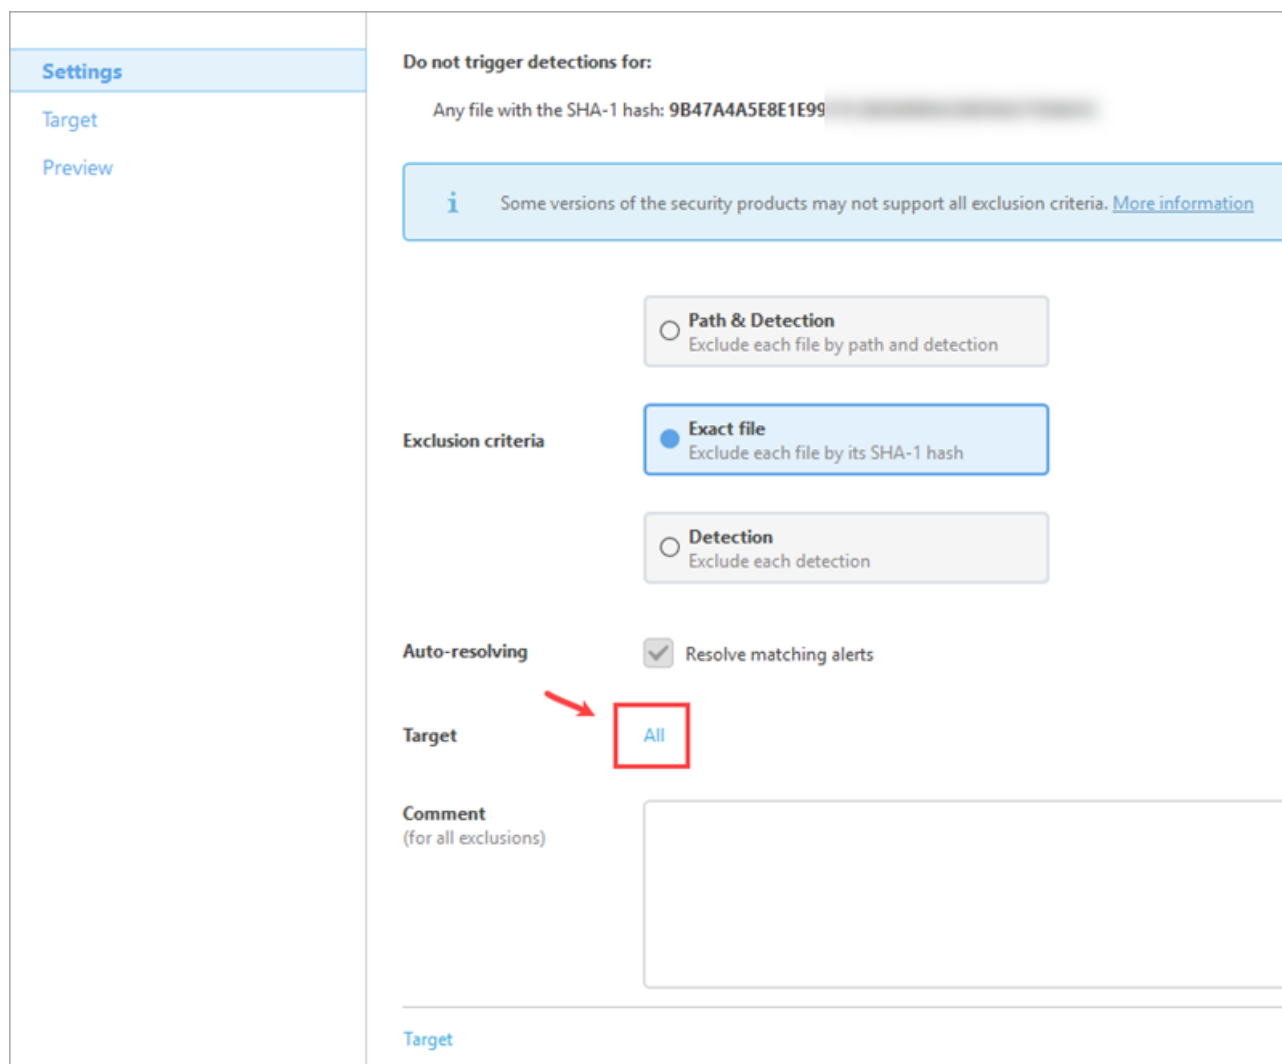 Settings
Target
Preview
Do not trigger detections for:
Any file with the SHA-1 hash: 9B47A4A5E8E1E99
i Some versions of the security products may not support all exclusion criteria. More information
Path & Detection
Exclude each file by path and detection
Exclusion criteria
Exact file
Exclude each file by its SHA-1 hash
Detection
Exclude each detection
Auto-resolving
Resolve matching alerts
Target
All
Comment
(for all exclusions)
Target